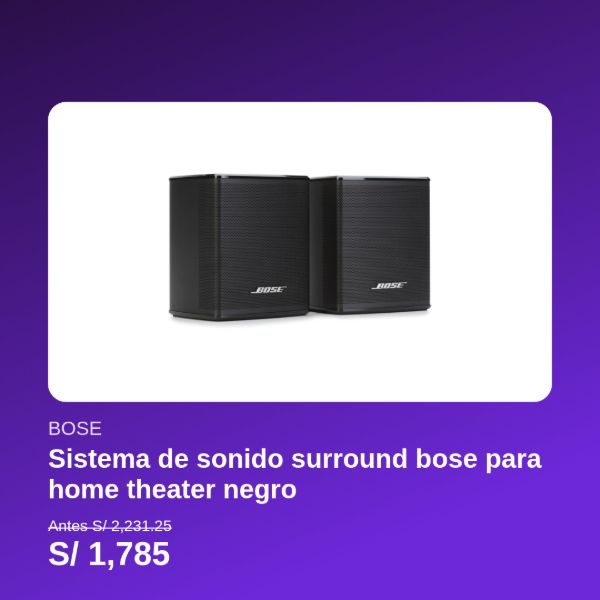 BOSE BOSE
BOSE
Sistema de sonido surround bose para
home theater negro
Antes S/ 2,231.25
S/ 1,785